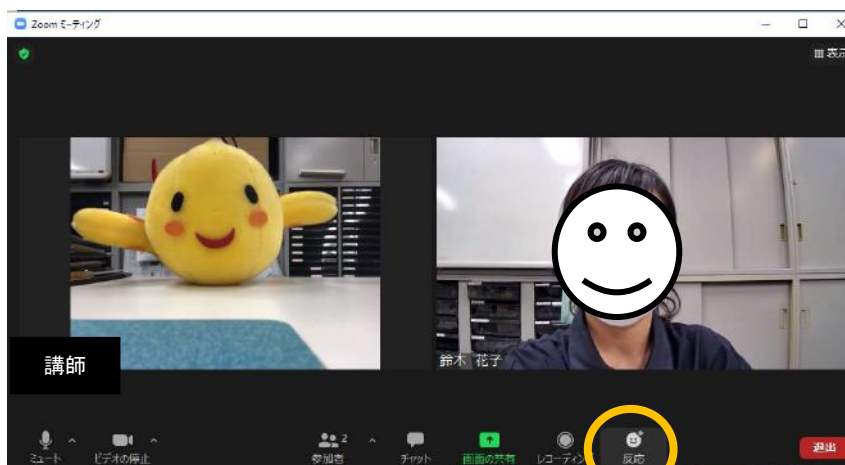 Zoom ミーティング
表示
講師
鈴木 花子
ミュート
ビデオの停止
2
参加者
チャット
画面の共有
レコーディング
反応
退出